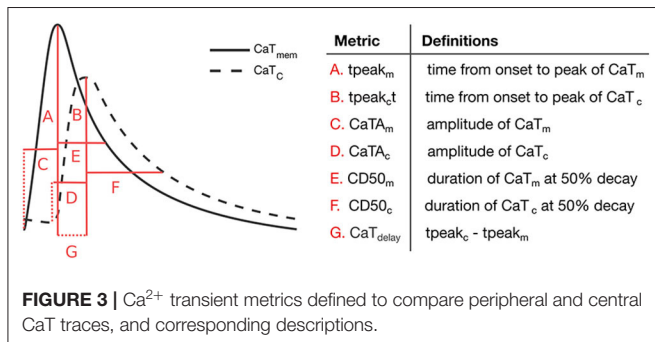 CaTmem
CaTC
A
B
C
E
D
F
G
Metric Definitions
A. tpeakm time from onset to peak of CaTm
B. tpeakct time from onset to peak of CaTc
C. CaTAm amplitude of CaTm
D. CaTAc amplitude of CaTc
E. CD50m duration of CaTm at 50% decay
F. CD50c duration of CaTc at 50% decay
G. CaTdelay tpeakc - tpeakm
FIGURE 3 | Ca2+ transient metrics defined to compare peripheral and central
CaT traces, and corresponding descriptions.